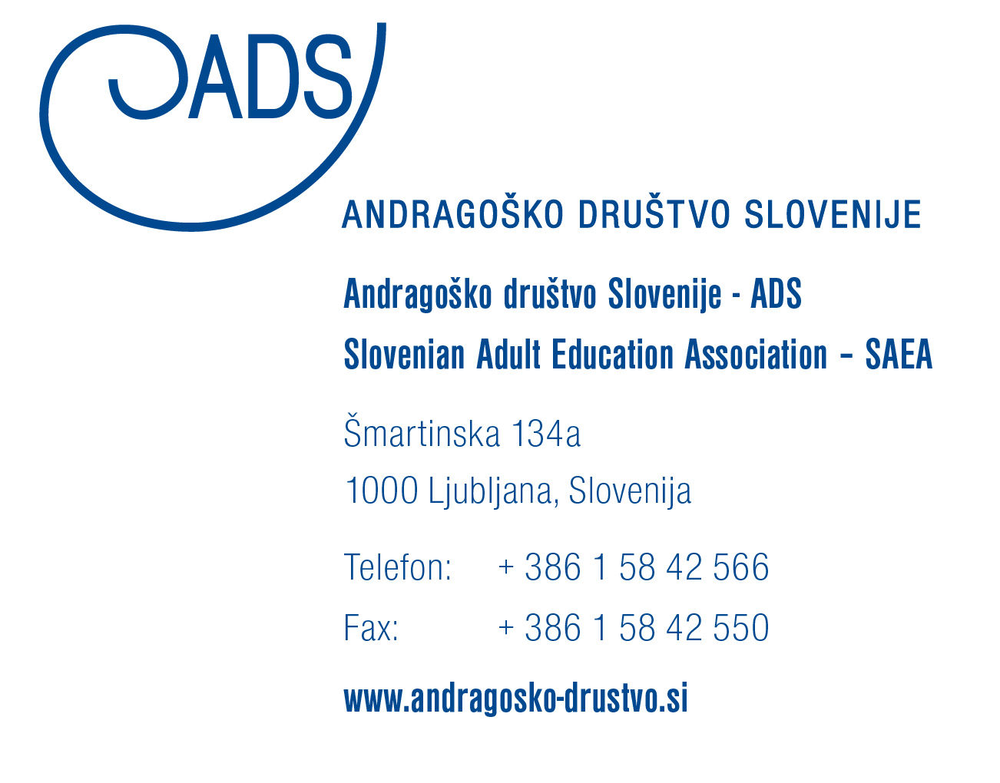 ADS
ANDRAGOŠKO DRUŠTVO SLOVENIJE
Andragoško društvo Slovenije - ADS
Slovenian Adult Education Association – SAEA
Šmartinska 134a
1000 Ljubljana, Slovenija
Telefon: + 386 1 58 42 566
Fax: + 386 1 58 42 550
www.andragosko-drustvo.si